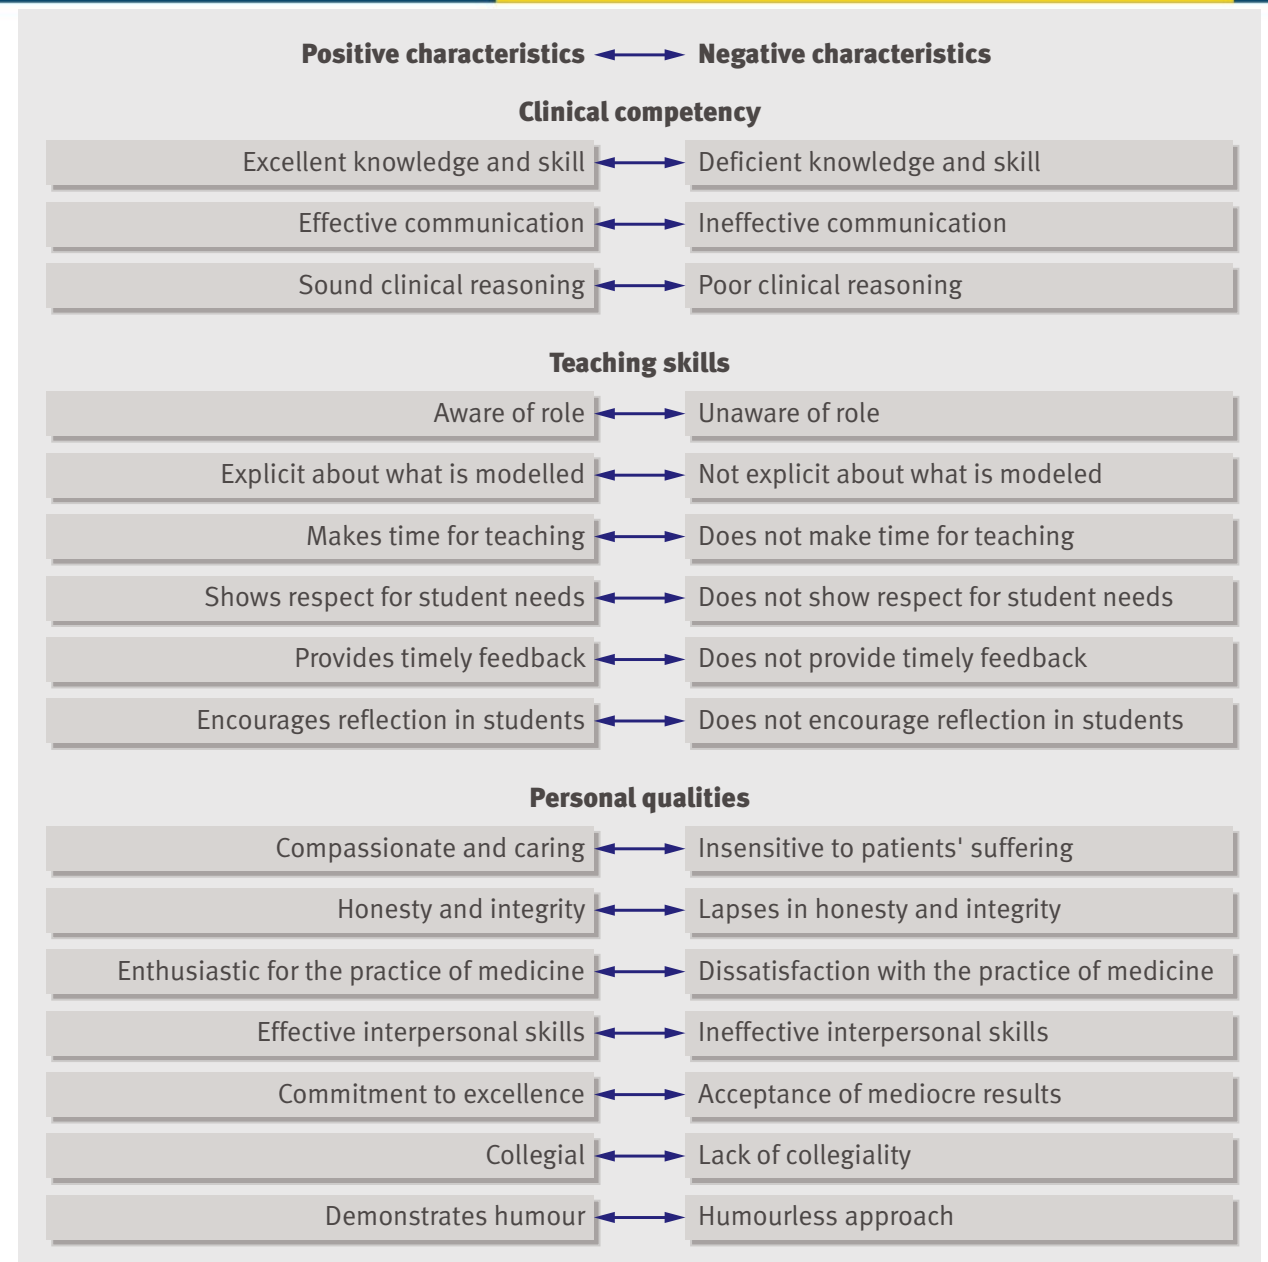 Positive characteristics Negative characteristics
Clinical competency
Excellent knowledge and skill Deficient knowledge and skill
Effective communication Ineffective communication
Sound clinical reasoning Poor clinical reasoning
Teaching skills
Aware of role Unaware of role
Explicit about what is modelled Not explicit about what is modeled
Makes time for teaching Does not make time for teaching
Shows respect for student needs Does not show respect for student needs
Provides timely feedback Does not provide timely feedback
Encourages reflection in students Does not encourage reflection in students
Personal qualities
Compassionate and caring Insensitive to patients' suffering
Honesty and integrity Lapses in honesty and integrity
Enthusiastic for the practice of medicine Dissatisfaction with the practice of medicine
Effective interpersonal skills Ineffective interpersonal skills
Commitment to excellence Acceptance of mediocre results
Collegial Lack of collegiality
Demonstrates humour Humourless approach